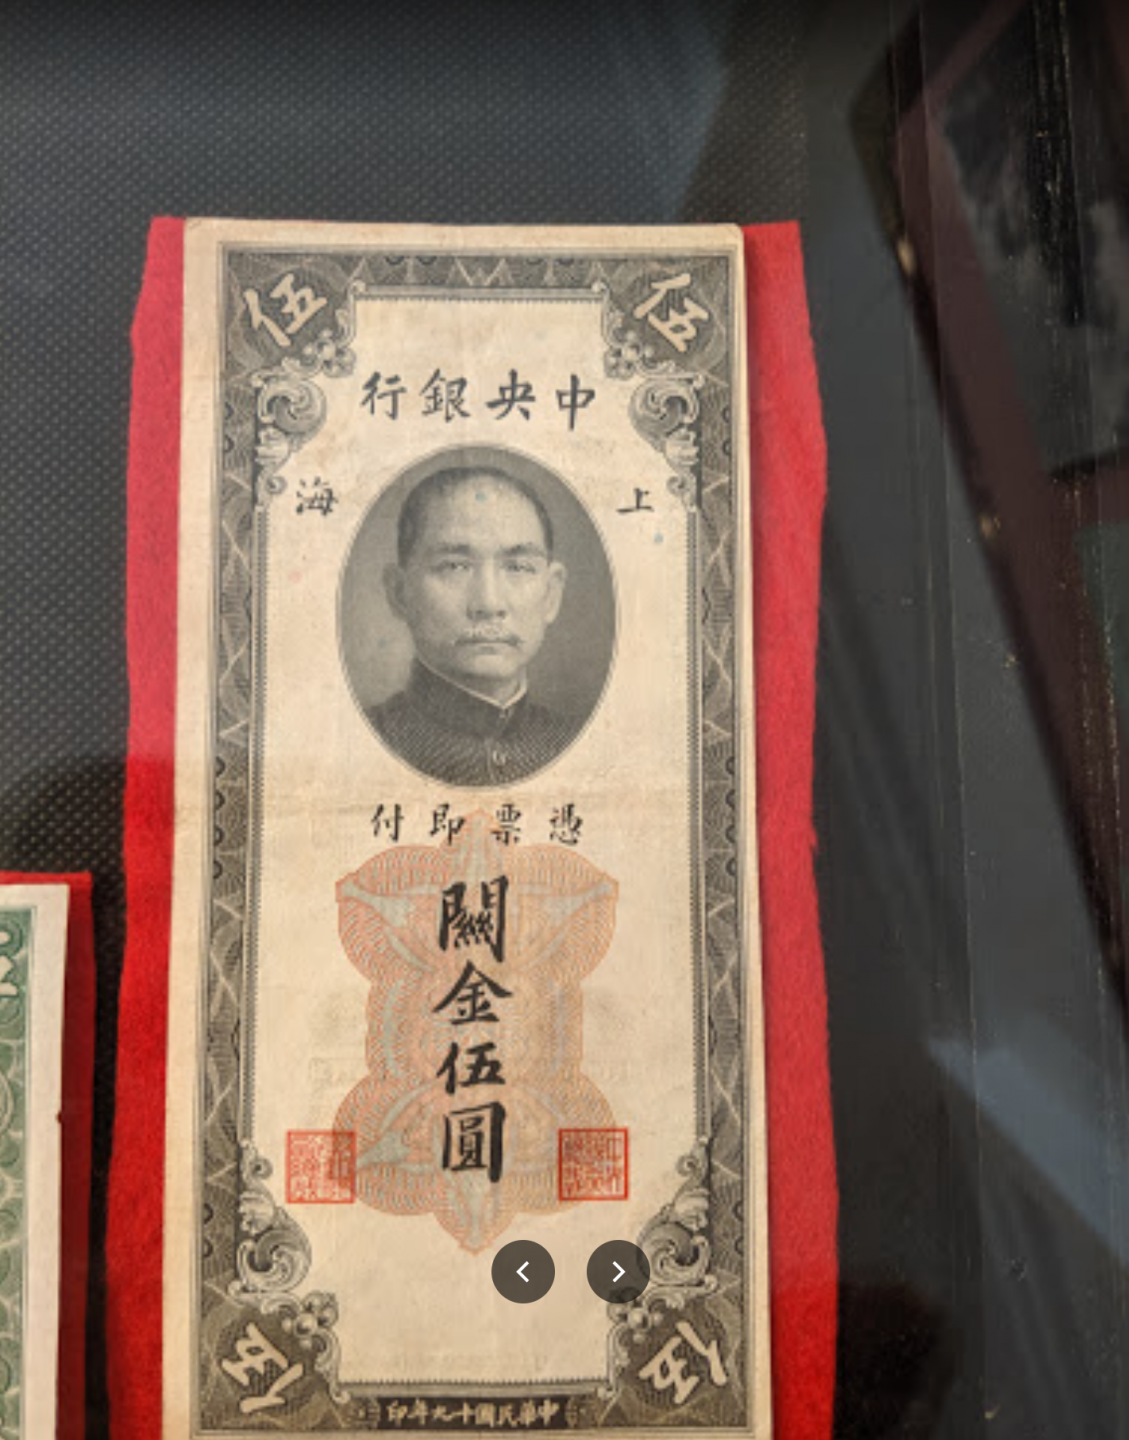 伍 伍
中央銀行
上 海
憑票即付
關
金
伍
圓
伍 伍
中華民國十九年印